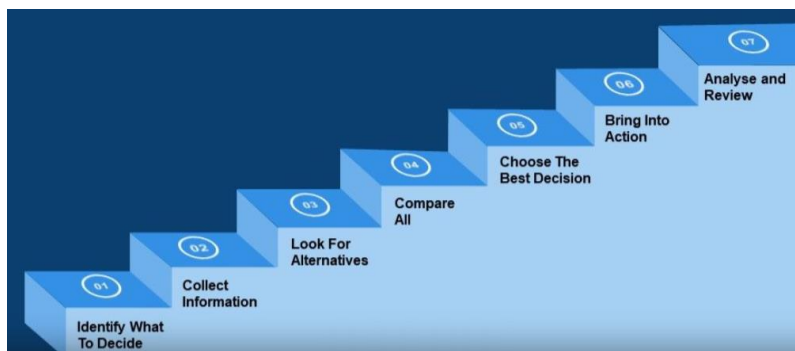 01
Identify What
To Decide
02
Collect
Information
03
Look For
Alternatives
04
Compare
All
05
Choose The
Best Decision
06
Bring Into
Action
07
Analyse and
Review